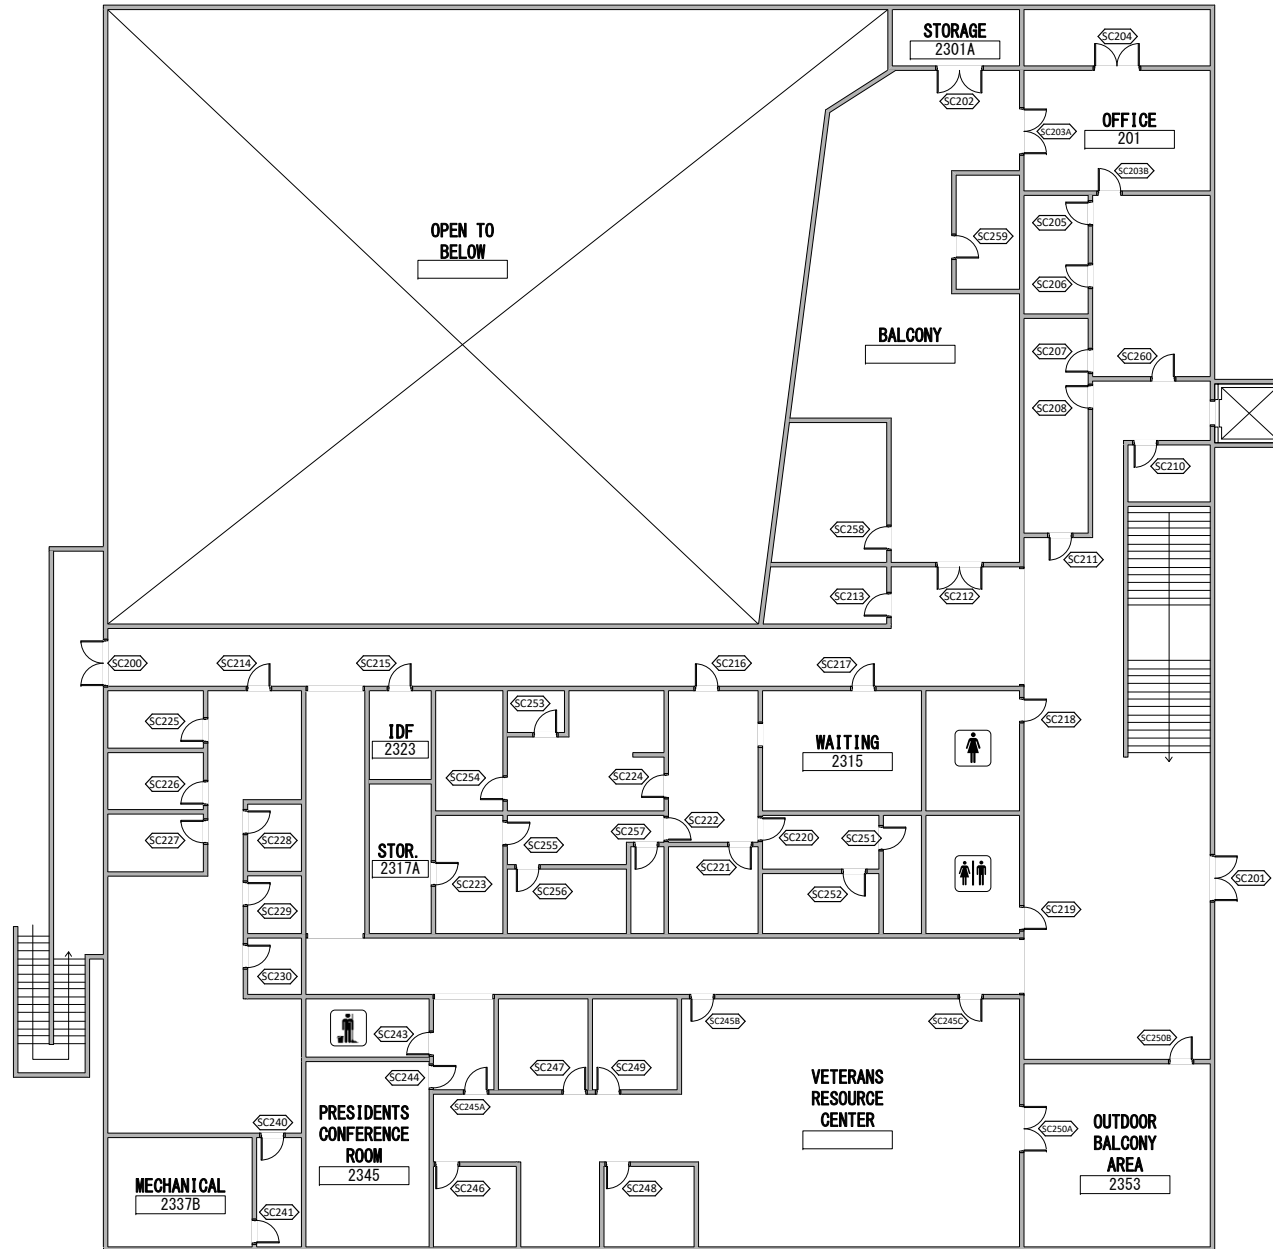 STORAGE
2301A
SC204
SC202
OFFICE
201
SC203A
SC203B
SC205
SC259
OPEN TO
BELOW
SC206
BALCONY
SC207
SC260
SC208
SC210
SC258
SC211
SC213
SC212
SC200
SC214
SC215
SC216
SC217
SC225
SC253
SC218
IDF
2323
WAITING
2315
SC226
SC254
SC224
SC227
SC228
SC255
SC257
SC222
SC220
SC251
STOR.
2317A
SC223
SC256
SC221
SC252
SC201
SC229
SC219
SC230
SC243
SC245B
SC245C
SC250B
SC244
SC247
SC249
SC245A
VETERANS
RESOURCE
CENTER
PRESIDENTS
CONFERENCE
ROOM
2345
SC240
SC250A
OUTDOOR
BALCONY
AREA
2353
MECHANICAL
2337B
SC241
SC246
SC248